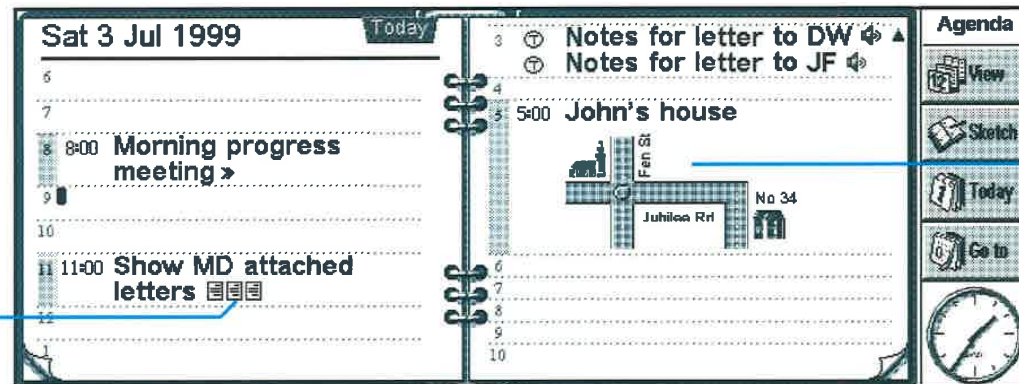 Sat 3 Jul 1999
Today
6
7
8 8:00 Morning progress
meeting »
9
10
11 11:00 Show MD attached
letters
12
1
3 T Notes for letter to DW
T Notes for letter to JF
4
5 5:00 John's house
Fen St
No 34
Jubilee Rd
6
7
8
9
10
Agenda
12 View
Sketch
1 Today
Go to